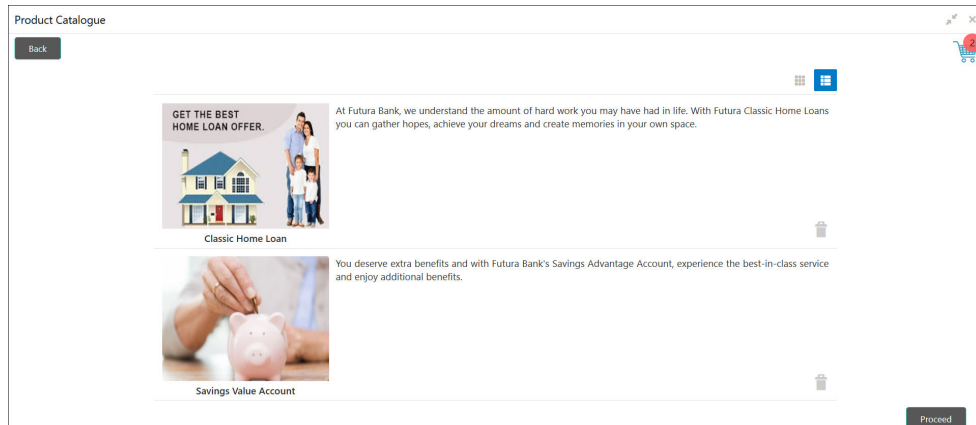 Product Catalogue
Back
2
GET THE BEST
HOME LOAN OFFER.
At Futura Bank, we understand the amount of hard work you may have had in life. With Futura Classic Home Loans
you can gather hopes, achieve your dreams and create memories in your own space.
Classic Home Loan
You deserve extra benefits and with Futura Bank's Savings Advantage Account, experience the best-in-class service
and enjoy additional benefits.
Savings Value Account
Proceed